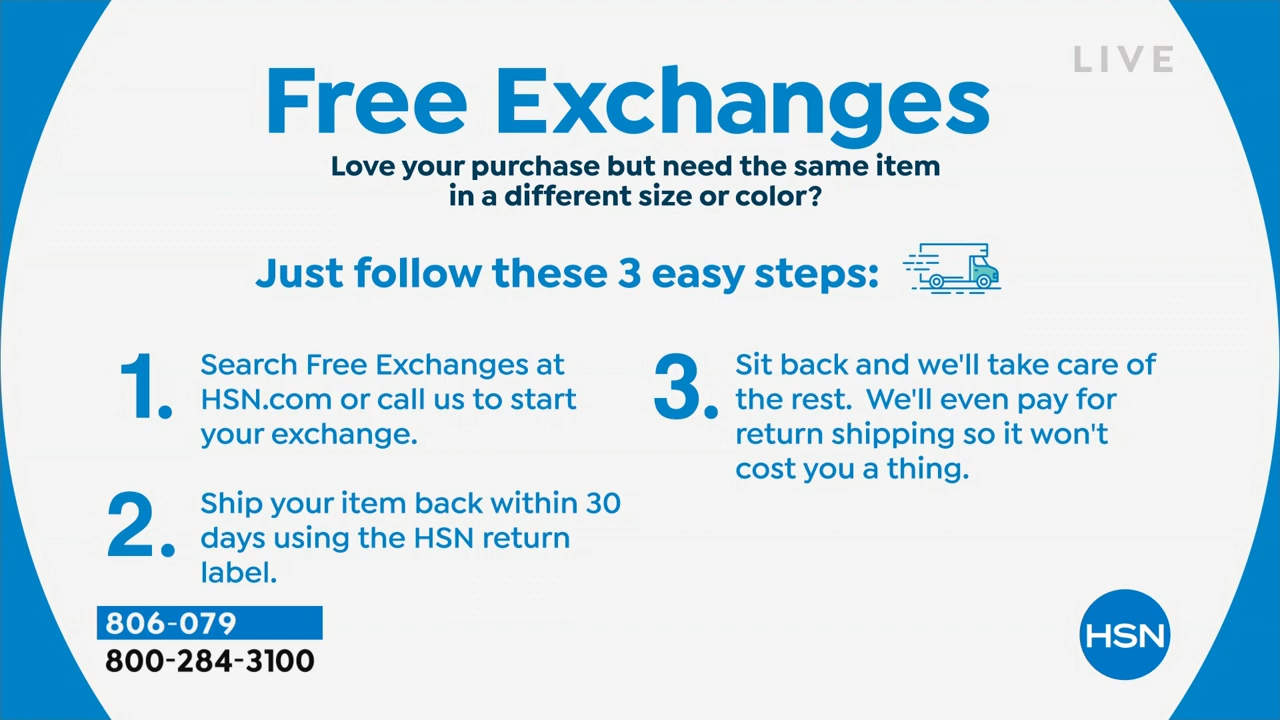 LIVE
Free Exchanges
Love your purchase but need the same item
in a different size or color?
Just follow these 3 easy steps:
1. Search Free Exchanges at
HSN.com or call us to start
your exchange.
2. Ship your item back within 30
days using the HSN return
label.
3. Sit back and we'll take care of
the rest.  We'll even pay for
return shipping so it won't
cost you a thing.
806-079
800-284-3100
HSN